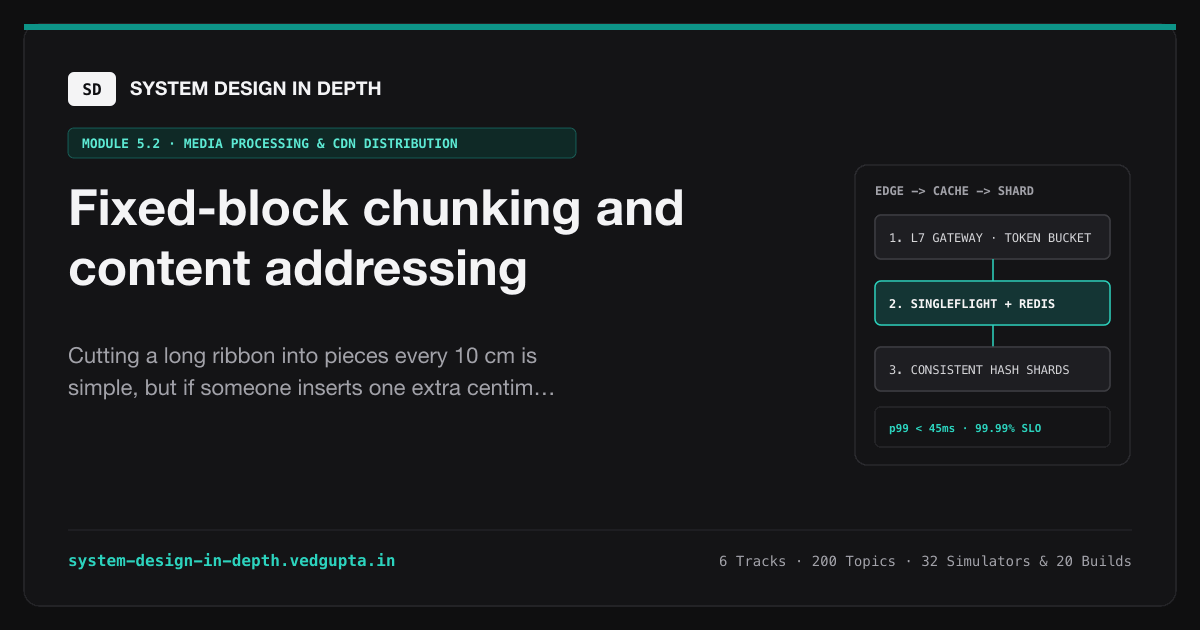 SD SYSTEM DESIGN IN DEPTH
MODULE 5.2 · MEDIA PROCESSING & CDN DISTRIBUTION
Fixed-block chunking and
content addressing
Cutting a long ribbon into pieces every 10 cm is
simple, but if someone inserts one extra centim…
EDGE —> CACHE —> SHARD
1. L7 GATEWAY · TOKEN BUCKET
2. SINGLEFLIGHT + REDIS
3. CONSISTENT HASH SHARDS
p99 < 45ms · 99.99% SLO
system-design-in-depth.vedgupta.in
6 Tracks · 200 Topics · 32 Simulators & 20 Builds